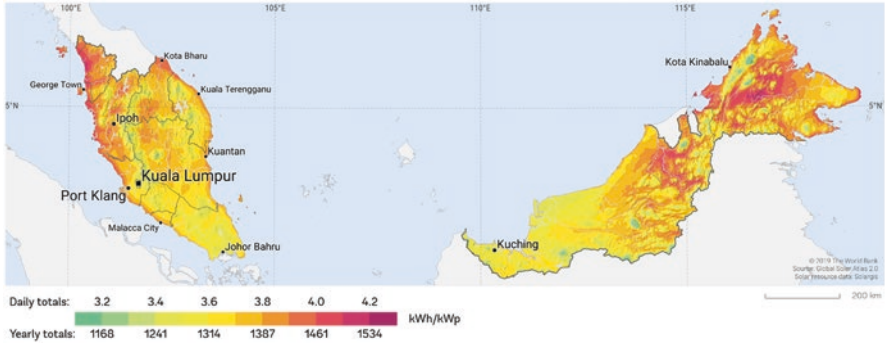 100°E
105°E
110°E
115°E
Kota Bharu
George Town
Kuala Terengganu
Kota Kinabalu
5°N
5°N
Ipoh
Kuantan
Kuala Lumpur
Port Klang
Malacca City
Johor Bahru
Kuching
© 2019 The World Bank
Source: Global Solar Atlas 2.0
Solar resource data: Solargis
200 km
Daily totals: 3.2 3.4 3.6 3.8 4.0 4.2
kWh/kWp
Yearly totals: 1168 1241 1314 1387 1461 1534